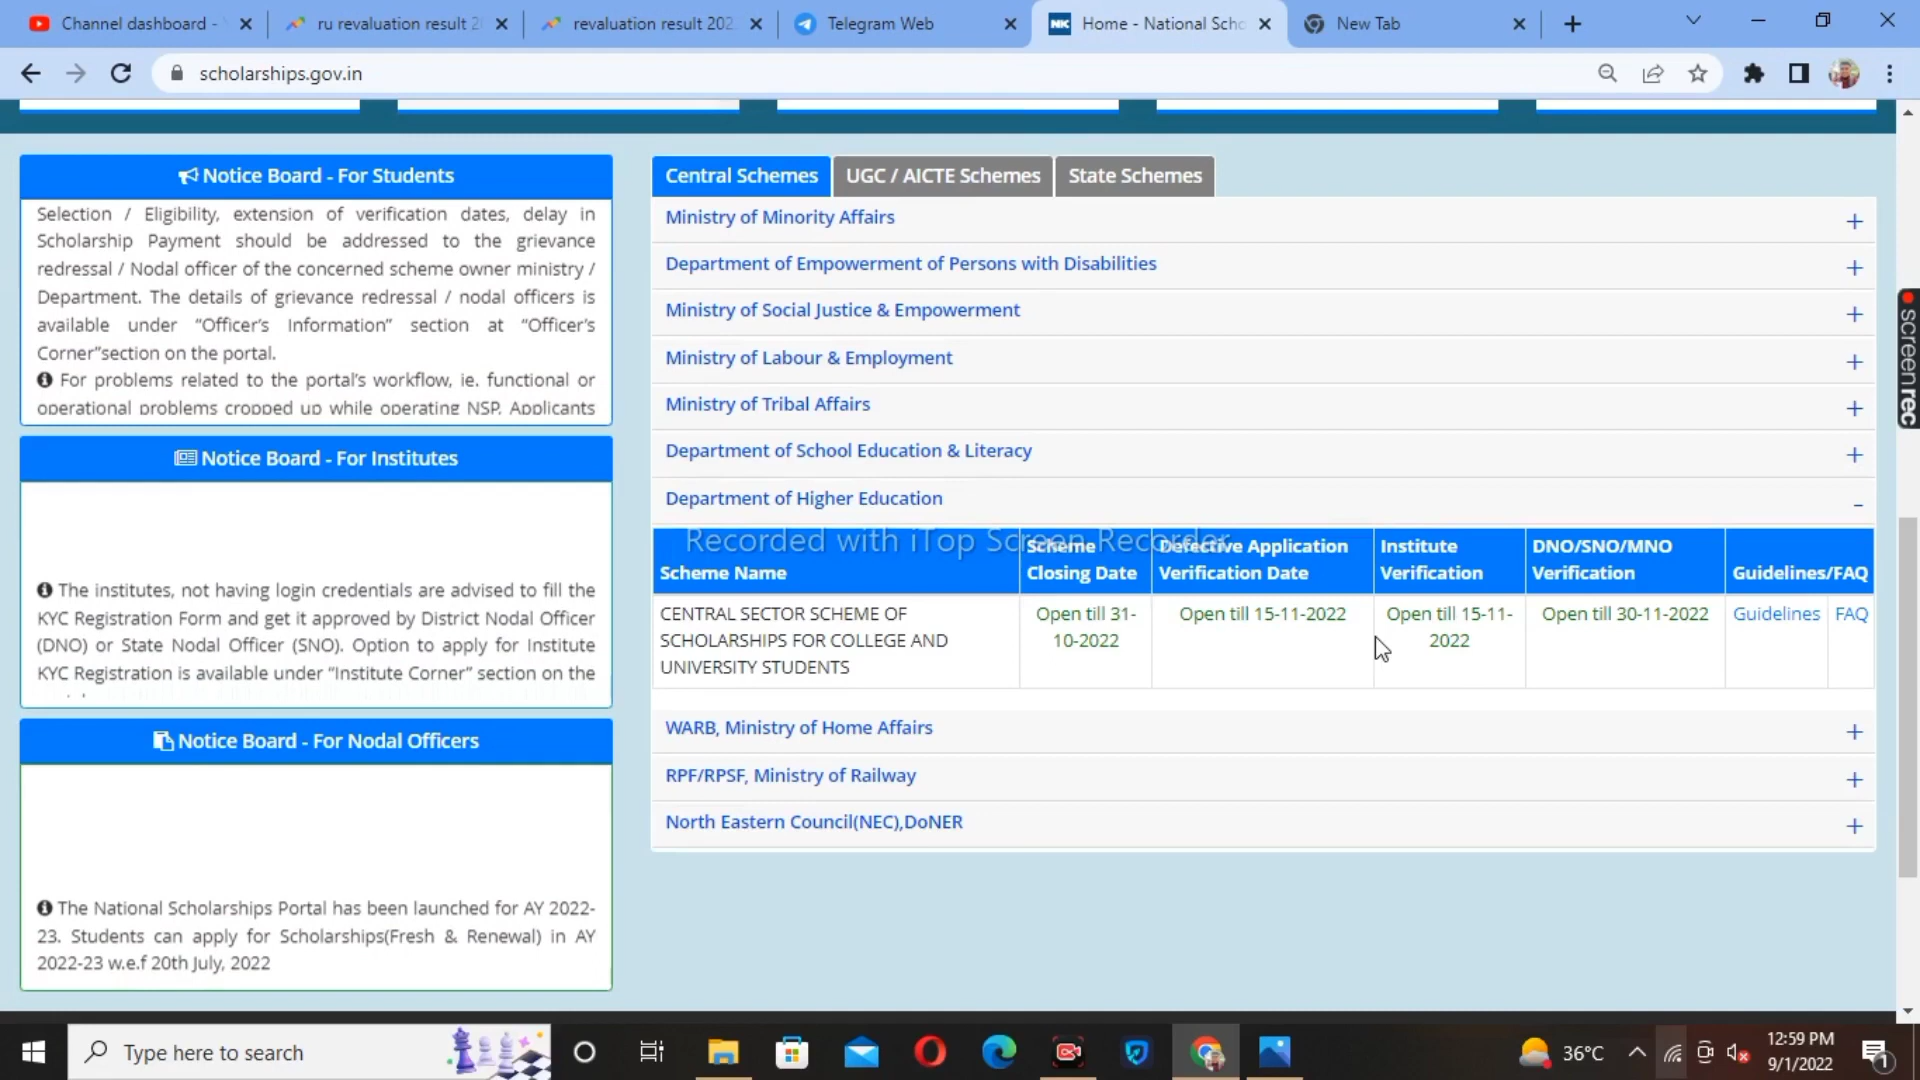 Channel dashboard -
ru revaluation result 2
revaluation result 202
Telegram Web
NK Home - National Scho
New Tab
scholarships.gov.in
Notice Board - For Students
Selection / Eligibility, extension of verification dates, delay in
Scholarship Payment should be addressed to the grievance
redressal / Nodal officer of the concerned scheme owner ministry /
Department. The details of grievance redressal / nodal officers is
available under “Officer's Information” section at “Officer's
Corner”section on the portal.
For problems related to the portal's workflow, ie. functional or
operational problems cropped up while operating NSP, Applicants
Notice Board - For Institutes
The institutes, not having login credentials are advised to fill the
KYC Registration Form and get it approved by District Nodal Officer
(DNO) or State Nodal Officer (SNO). Option to apply for Institute
KYC Registration is available under “Institute Corner” section on the
Notice Board - For Nodal Officers
The National Scholarships Portal has been launched for AY 2022-
23. Students can apply for Scholarships(Fresh & Renewal) in AY
2022-23 w.e.f 20th July, 2022
Central Schemes
UGC / AICTE Schemes
State Schemes
Ministry of Minority Affairs
Department of Empowerment of Persons with Disabilities
Ministry of Social Justice & Empowerment
Ministry of Labour & Employment
Ministry of Tribal Affairs
Department of School Education & Literacy
Department of Higher Education
Recorded with iTop Screen Recorder
Scheme Name
Scheme
Closing Date
Defective Application
Verification Date
Institute
Verification
DNO/SNO/MNO
Verification
Guidelines/FAQ
CENTRAL SECTOR SCHEME OF
SCHOLARSHIPS FOR COLLEGE AND
UNIVERSITY STUDENTS
Open till 31-
10-2022
Open till 15-11-2022
Open till 15-11-
2022
Open till 30-11-2022
Guidelines
FAQ
WARB, Ministry of Home Affairs
RPF/RPSF, Ministry of Railway
North Eastern Council(NEC),DoNER
screenrec
Type here to search
36°C
12:59 PM
9/1/2022
1